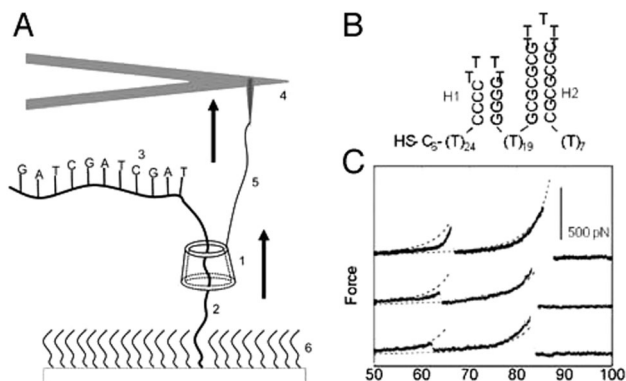 A
4
3
G A T C G A T C G A T
5
1
2
6
B
T
T T
T T
T T T
H1
C C C C
G G G G
G C G C G C G
C G C G C G C
H2
HS-C6-(T)24 (T)19 (T)7
C
500 pN
Force
50 60 70 80 90 100